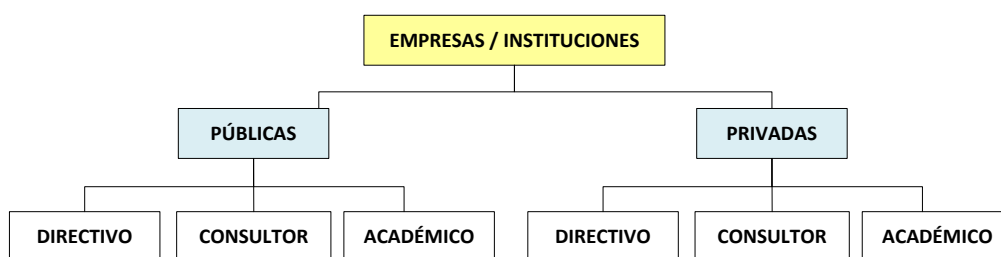 EMPRESAS / INSTITUCIONES
PÚBLICAS
PRIVADAS
DIRECTIVO
CONSULTOR
ACADÉMICO
DIRECTIVO
CONSULTOR
ACADÉMICO